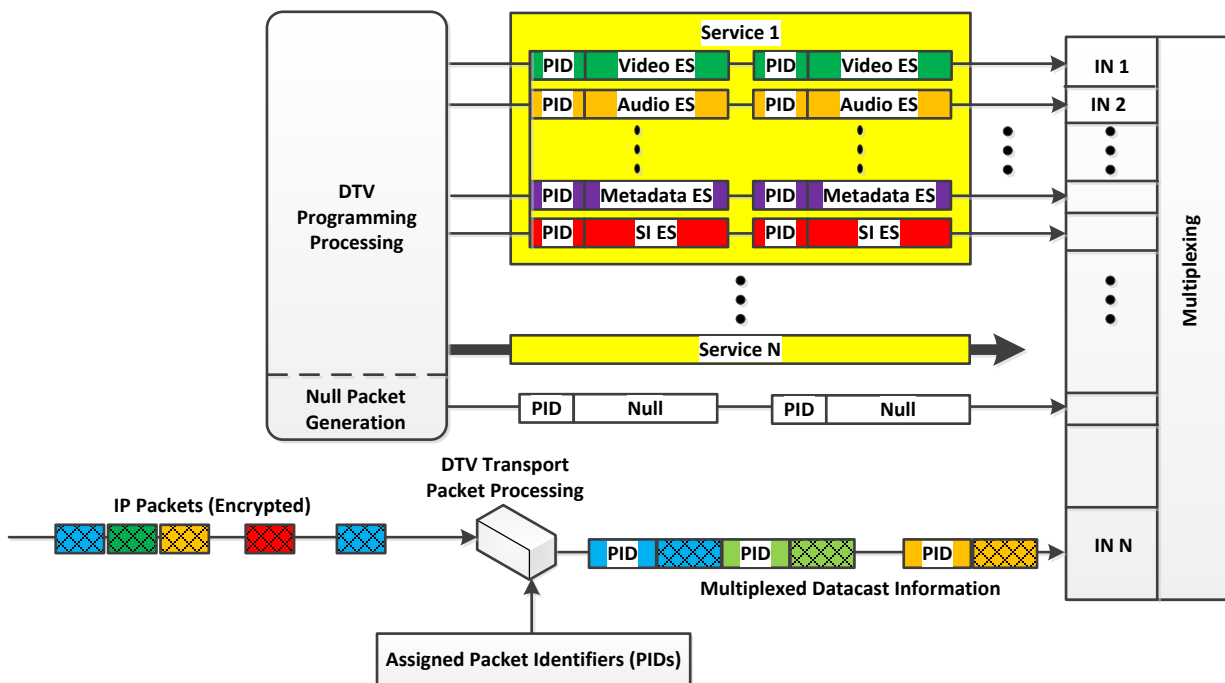 Service 1
PID Video ES PID Video ES
PID Audio ES PID Audio ES
PID Metadata ES PID Metadata ES
PID SI ES PID SI ES
DTV
Programming
Processing
Service N
Null Packet
Generation
PID Null PID Null
IN 1
IN 2
IN N
Multiplexing
DTV Transport
Packet Processing
IP Packets (Encrypted)
PID PID PID
Multiplexed Datacast Information
Assigned Packet Identifiers (PIDs)